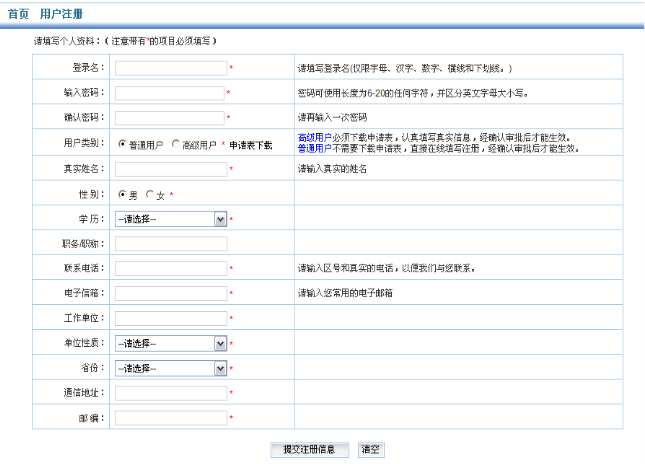 首页 用户注册
请填写个人资料：（注意带有*的项目必须填写）
登录名： * 请填写登录名(仅限字母、汉字、数字、横线和下划线。)
输入密码： * 密码可使用长度为6-20的任何字符，并区分英文字母大小写。
确认密码： * 请再输入一次密码
用户类别： 普通用户 高级用户 * 申请表下载 高级用户必须下载申请表，认真填写真实信息，经确认审批后才能生效。
普通用户不需要下载申请表，直接在线填写注册，经确认审批后才能生效。
真实姓名： * 请输入真实的姓名
性 别： 男 女 *
学 历： --请选择-- *
职务/职称：
联系电话： * 请输入区号和真实的电话，以便我们与您联系。
电子信箱： * 请输入您常用的电子邮箱
工作单位： *
单位性质： --请选择-- *
省份： --请选择-- *
通信地址： *
邮 编： *
提交注册信息 清空